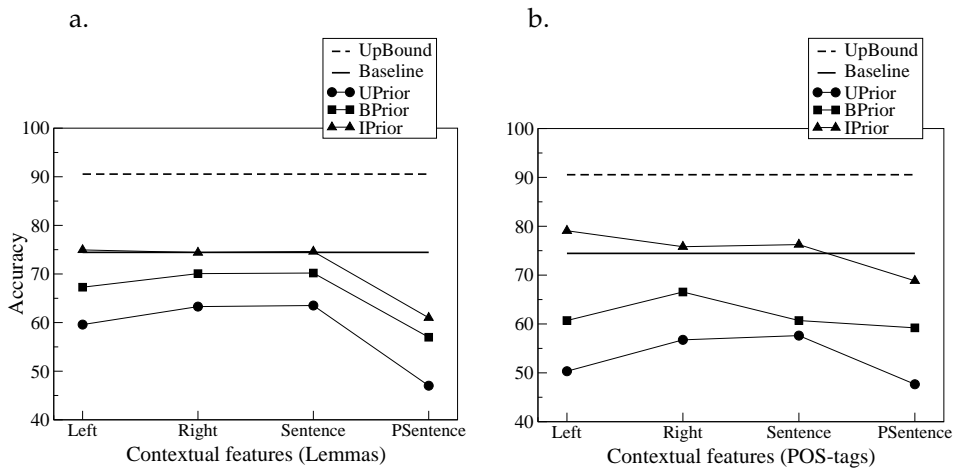 a.
UpBound
Baseline
UPrior
BPrior
IPrior
100
90
80
70
60
50
40
Accuracy
Left Right Sentence PSentence
Contextual features (Lemmas)
b.
UpBound
Baseline
UPrior
BPrior
IPrior
100
90
80
70
60
50
40
Left Right Sentence PSentence
Contextual features (POS-tags)